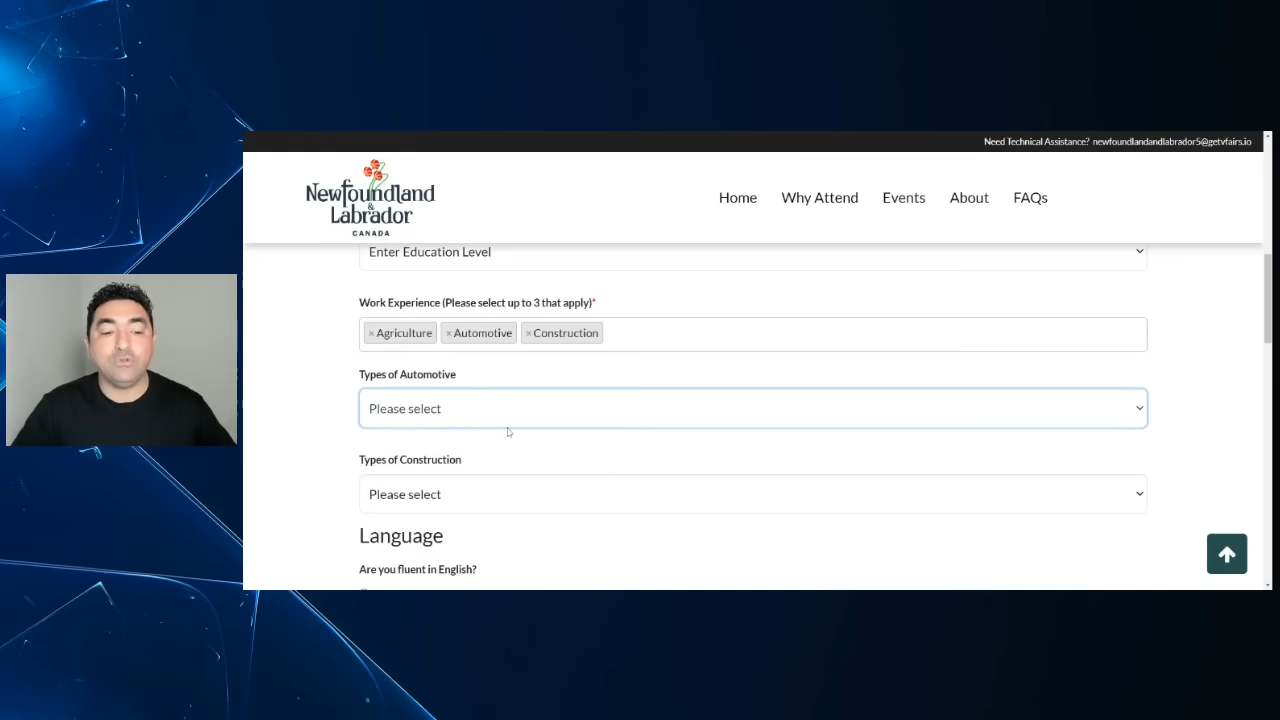 Need Technical Assistance? newfoundlandandlabrador5@getvfairs.io
Newfoundland
&
Labrador
CANADA
Home Why Attend Events About FAQs
Enter Education Level
Work Experience (Please select up to 3 that apply)*
× Agriculture × Automotive × Construction
Types of Automotive
Please select
Types of Construction
Please select
Language
Are you fluent in English?